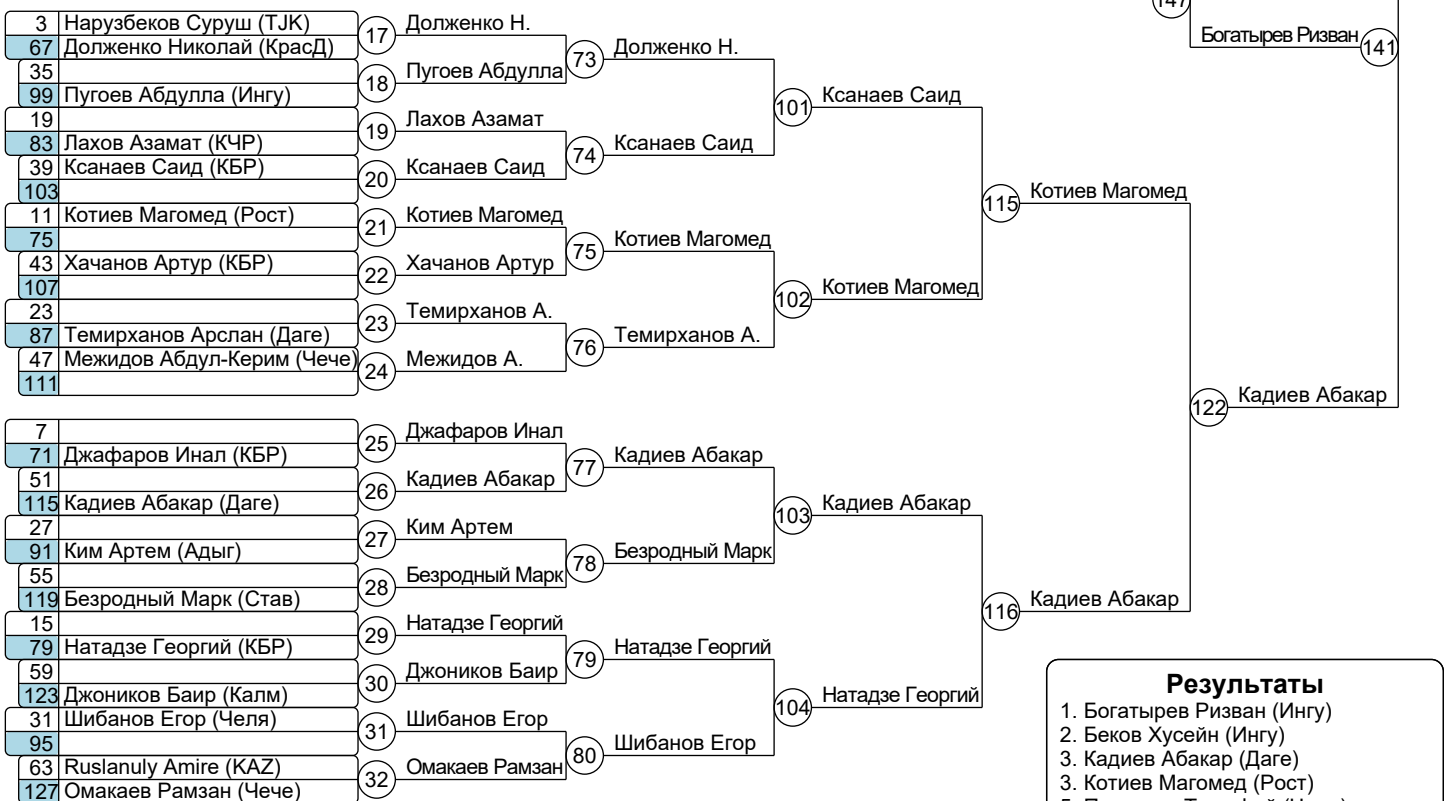 147
Богатырев Ризван
141
3 Нарузбеков Суруш (TJK)
67 Долженко Николай (КрасД)
17
Долженко Н.
35
99 Пугоев Абдулла (Ингу)
18
Пугоев Абдулла
73
Долженко Н.
19
83 Лахов Азамат (КЧР)
19
Лахов Азамат
39 Ксанаев Саид (КБР)
103
20
Ксанаев Саид
74
Ксанаев Саид
101
Ксанаев Саид
11 Котиев Магомед (Рост)
75
21
Котиев Магомед
43 Хачанов Артур (КБР)
107
22
Хачанов Артур
75
Котиев Магомед
23
87 Темирханов Арслан (Даге)
23
Темирханов А.
47 Межидов Абдул-Керим (Чече)
111
24
Межидов А.
76
Темирханов А.
102
Котиев Магомед
115
Котиев Магомед
7
71 Джафаров Инал (КБР)
25
Джафаров Инал
51
115 Кадиев Абакар (Даге)
26
Кадиев Абакар
77
Кадиев Абакар
27
91 Ким Артем (Адыг)
27
Ким Артем
55
119 Безродный Марк (Став)
28
Безродный Марк
78
Безродный Марк
103
Кадиев Абакар
15
79 Натадзе Георгий (КБР)
29
Натадзе Георгий
59
123 Джоников Баир (Калм)
30
Джоников Баир
79
Натадзе Георгий
31 Шибанов Егор (Челя)
95
31
Шибанов Егор
63 Ruslanuly Amire (KAZ)
127 Омакаев Рамзан (Чече)
32
Омакаев Рамзан
80
Шибанов Егор
104
Натадзе Георгий
116
Кадиев Абакар
122
Кадиев Абакар
Результаты
1. Богатырев Ризван (Ингу)
2. Беков Хусейн (Ингу)
3. Кадиев Абакар (Даге)
3. Котиев Магомед (Рост)